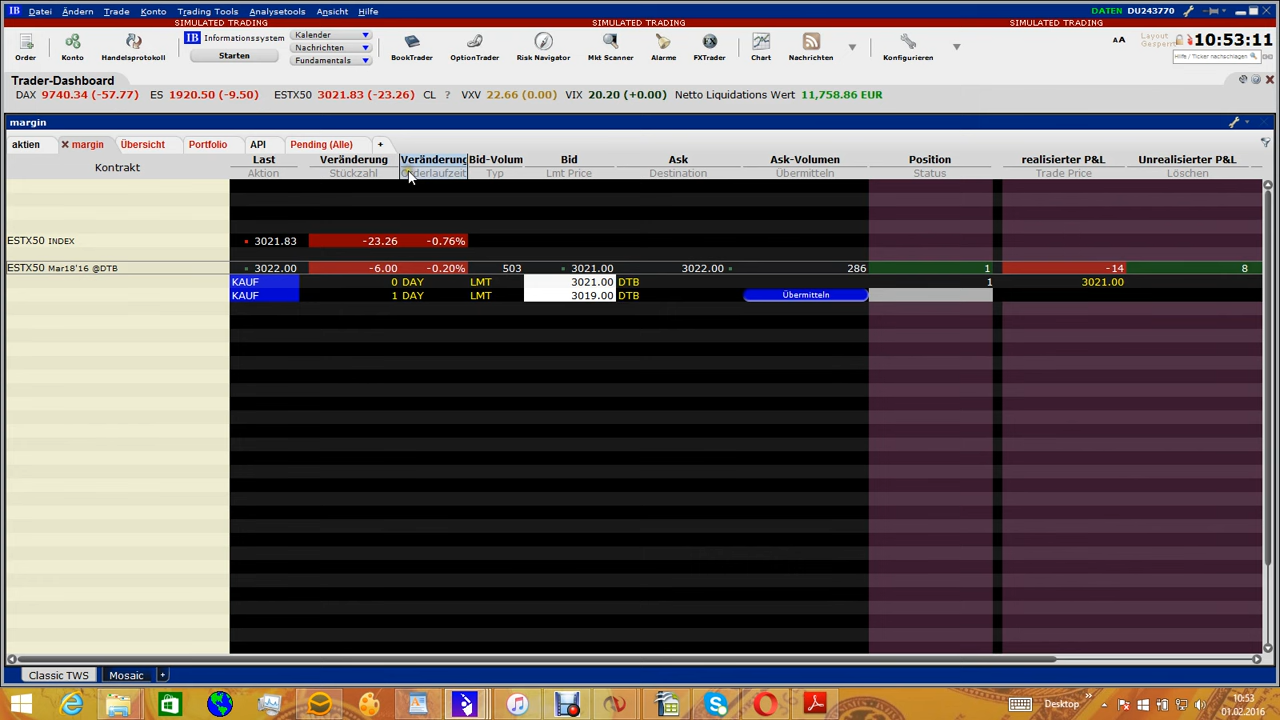 IB Datei Ändern Trade Konto Trading Tools Analysetools Ansicht Hilfe DATEN DU243770
SIMULATED TRADING SIMULATED TRADING SIMULATED TRADING
Order Konto Handelsprotokoll
IB Informationssystem
Starten
Kalender
Nachrichten
Fundamentals
BookTrader OptionTrader Risk Navigator Mkt Scanner Alarme FXTrader Chart Nachrichten Konfigurieren
AA Layout Gesperrt 10:53:11
Hilfe / Ticker nachschlagen
Trader-Dashboard
DAX 9740.34 (-57.77) ES 1920.50 (-9.50) ESTX50 3021.83 (-23.26) CL ? VXV 22.66 (0.00) VIX 20.20 (+0.00) Netto Liquidations Wert 11,758.86 EUR
margin
aktien margin Übersicht Portfolio API Pending (Alle) +
Kontrakt
Last Veränderung Veränderung Bid-Volum Bid Ask Ask-Volumen Position realisierter P&L Unrealisierter P&L
Aktion Stückzahl Orderlaufzeit Typ Lmt Price Destination Übermitteln Status Trade Price Löschen
ESTX50 INDEX 3021.83 -23.26 -0.76%
ESTX50 Mar18'16 @DTB 3022.00 -6.00 -0.20% 503 3021.00 3022.00 286 1 -14 8
KAUF 0 DAY LMT 3021.00 DTB 1 3021.00
KAUF 1 DAY LMT 3019.00 DTB Übermitteln
Classic TWS Mosaic +
Desktop
10:53
01.02.2016